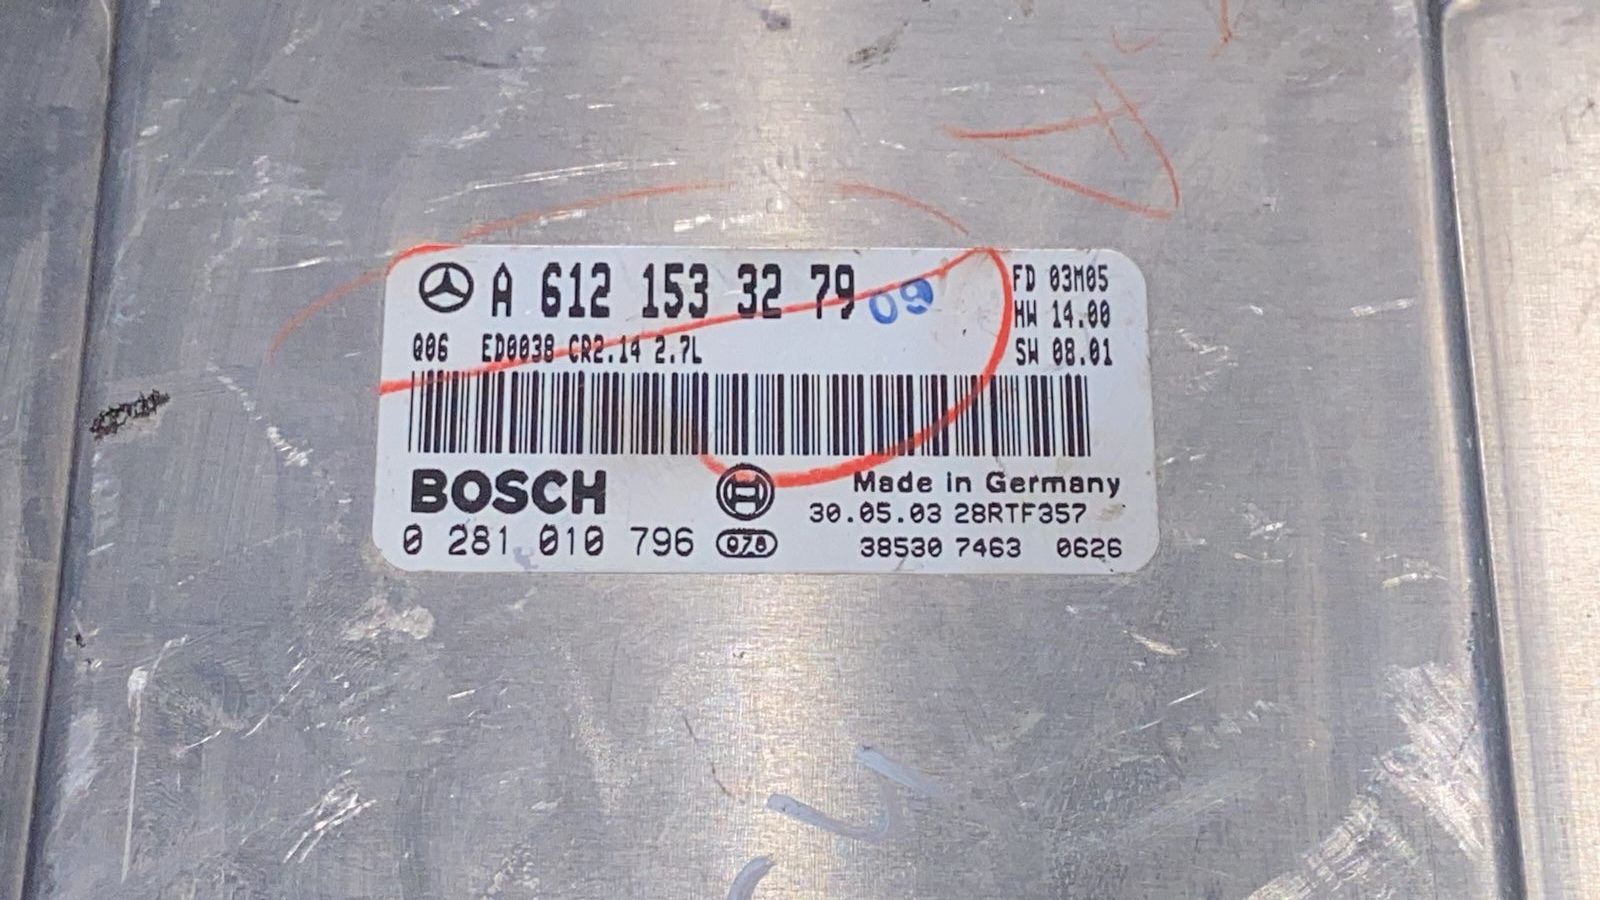 A 612 153 32 79 09
FD 03M05
HW 14.00
SW 08.01
Q06 ED0038 CR2.14 2.7L
BOSCH
Made in Germany
30.05.03 28RTF357
0 281 010 796 Q78
38530 7463 0626